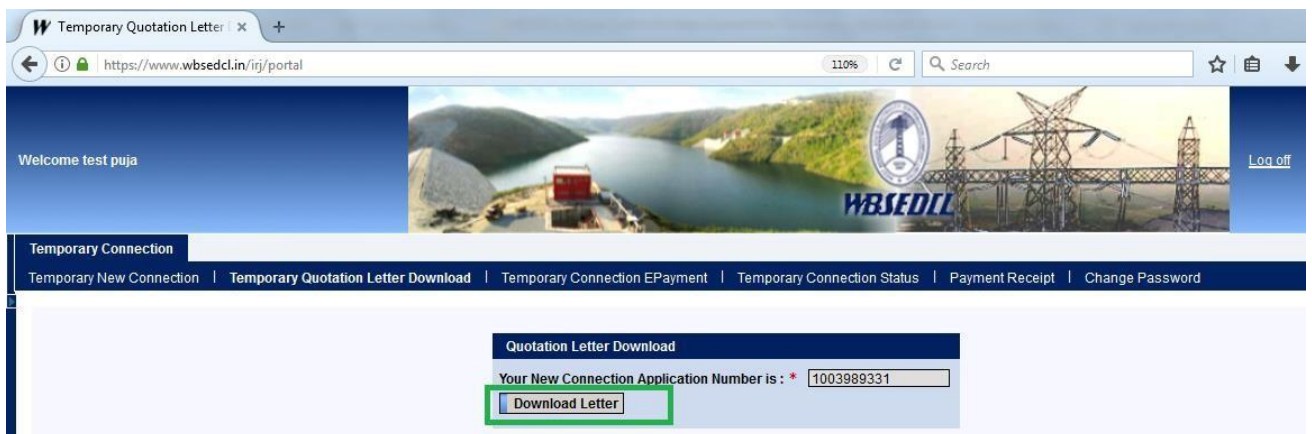 W Temporary Quotation Letter × +
https://www.wbsedcl.in/irj/portal 110% Search
Welcome test puja
WBSEDCL
Log off
Temporary Connection
Temporary New Connection | Temporary Quotation Letter Download | Temporary Connection EPayment | Temporary Connection Status | Payment Receipt | Change Password
Quotation Letter Download
Your New Connection Application Number is : * 1003989331
Download Letter